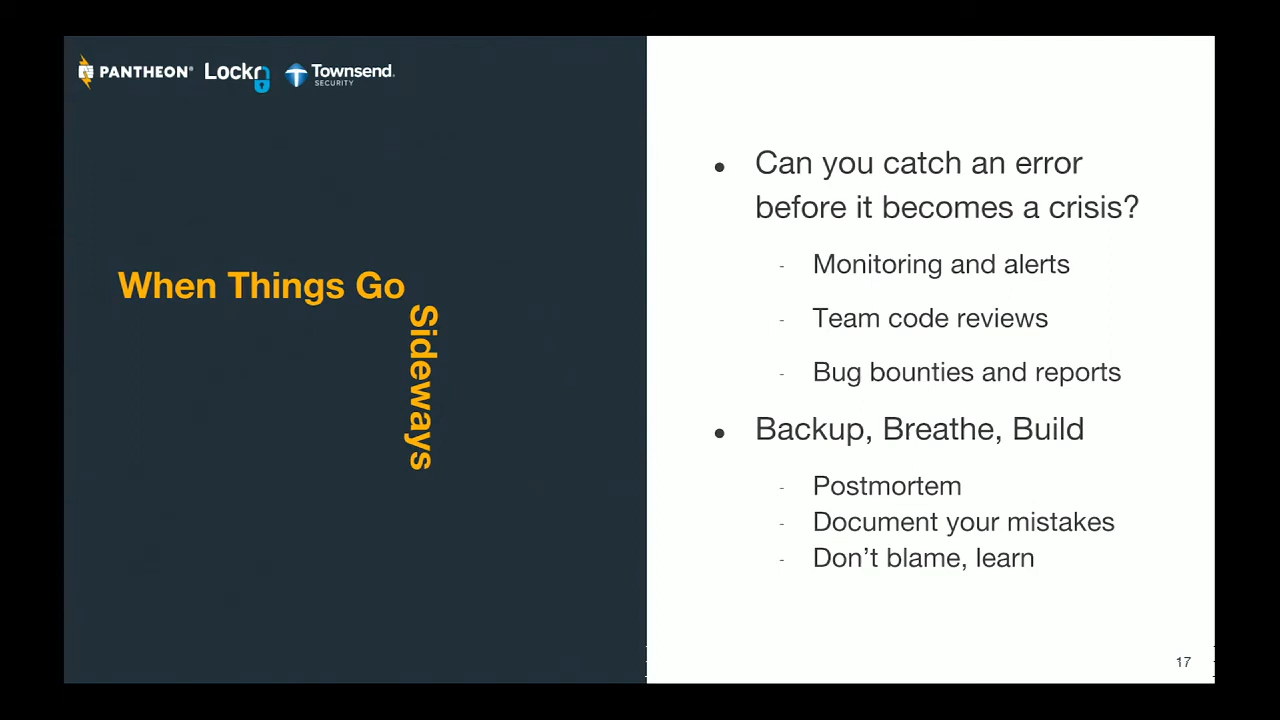 PANTHEON® Lockr Townsend.
SECURITY
When Things Go
Sideways
• Can you catch an error
before it becomes a crisis?
- Monitoring and alerts
- Team code reviews
- Bug bounties and reports
• Backup, Breathe, Build
- Postmortem
- Document your mistakes
- Don’t blame, learn
17